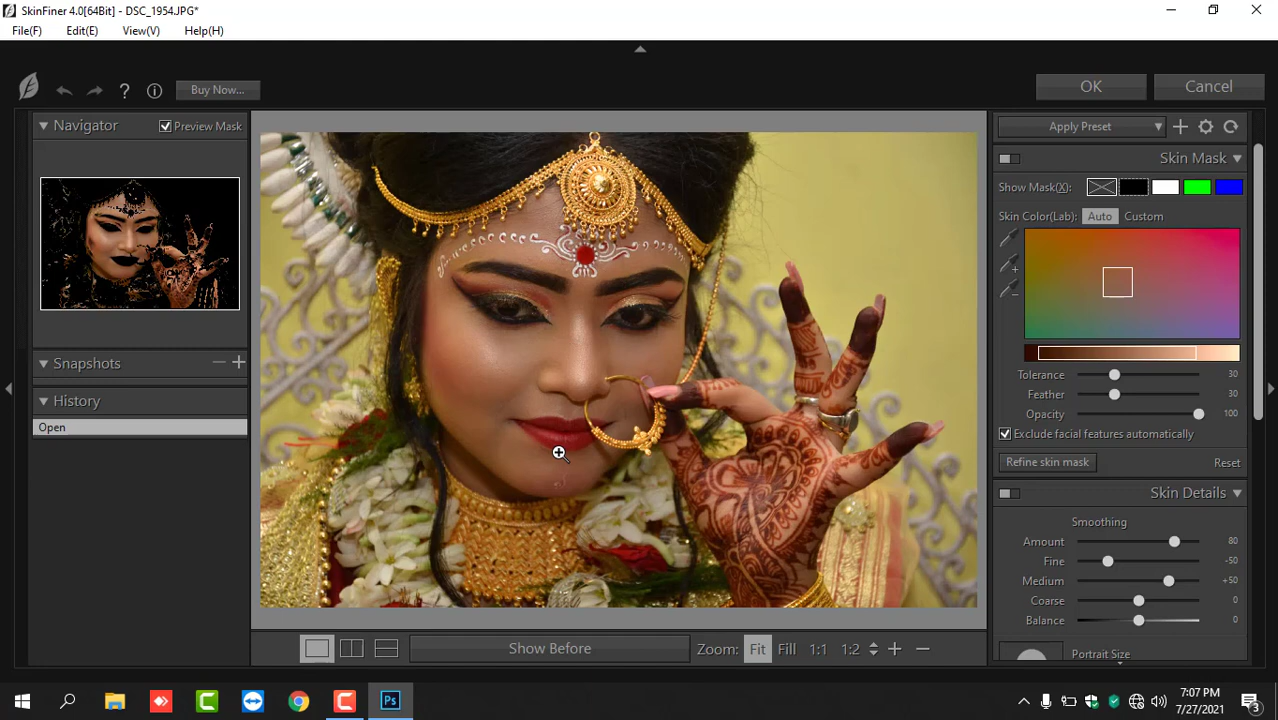 SkinFiner 4.0[64Bit] - DSC_1954.JPG*
File(F) Edit(E) View(V) Help(H)
? Buy Now... OK Cancel
Navigator Preview Mask
Apply Preset
Skin Mask
Show Mask(X):
Skin Color(Lab): Auto Custom
Snapshots
Tolerance 30
Feather 30
History
Opacity 100
Open
Exclude facial features automatically
Refine skin mask Reset
Skin Details
Smoothing
Amount 80
Fine -50
Medium +50
Coarse 0
Balance 0
Portrait Size
Show Before Zoom: Fit Fill 1:1 1:2
Ps
7:07 PM
7/27/2021
3